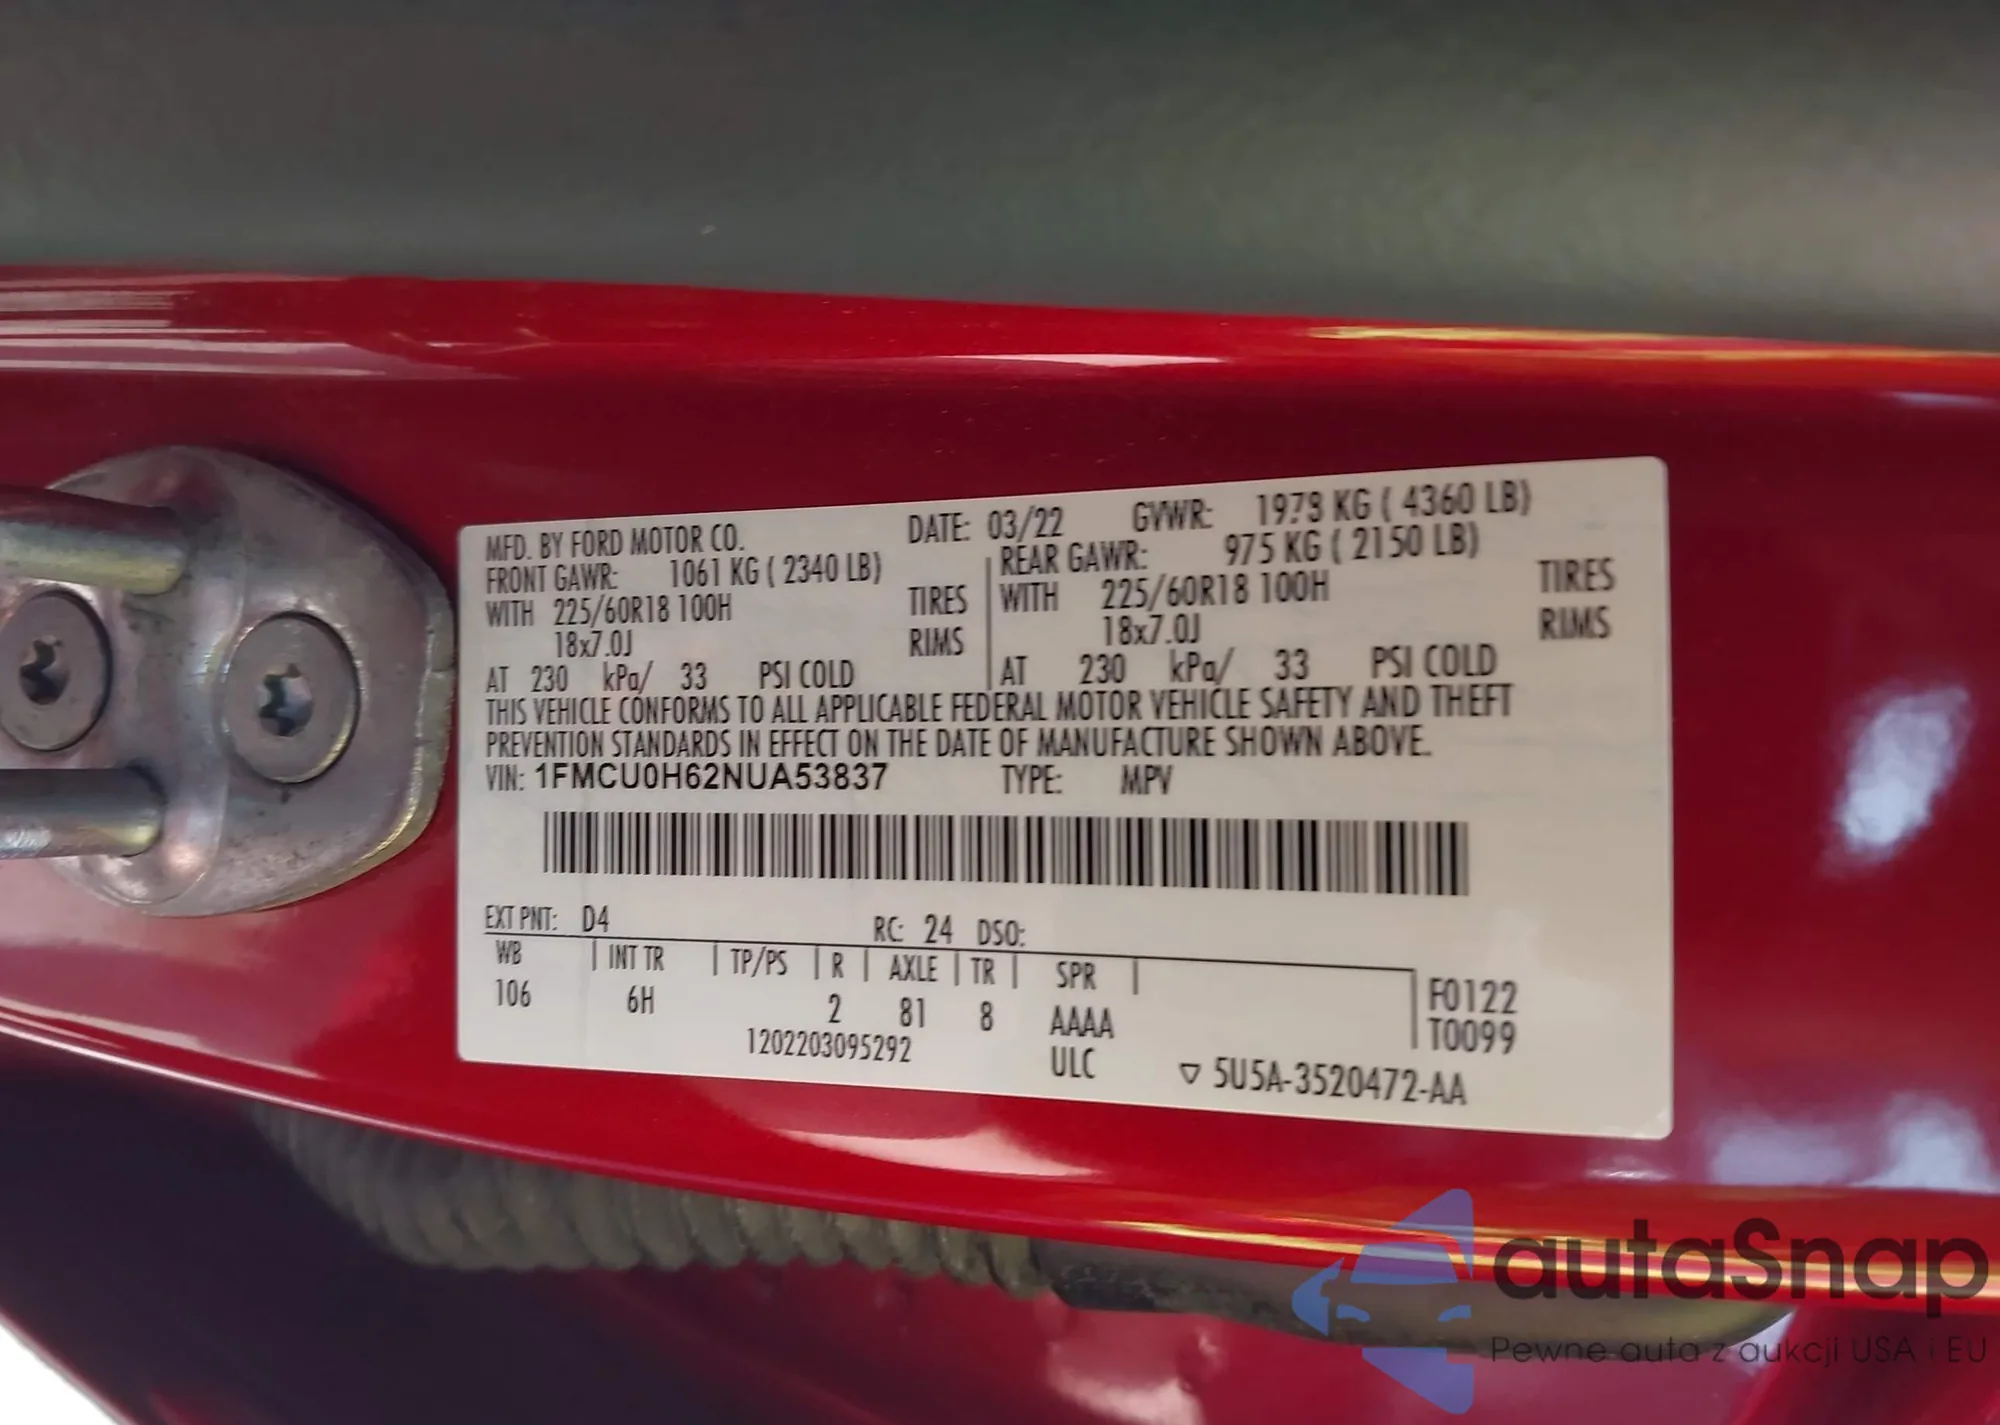 MFD. BY FORD MOTOR CO. DATE: 03/22 GVWR: 1978 KG ( 4360 LB)
FRONT GAWR: 1061 KG ( 2340 LB) REAR GAWR: 975 KG ( 2150 LB)
WITH 225/60R18 100H TIRES WITH 225/60R18 100H TIRES
18x7.0J RIMS 18x7.0J RIMS
AT 230 kPa/ 33 PSI COLD AT 230 kPa/ 33 PSI COLD
THIS VEHICLE CONFORMS TO ALL APPLICABLE FEDERAL MOTOR VEHICLE SAFETY AND THEFT
PREVENTION STANDARDS IN EFFECT ON THE DATE OF MANUFACTURE SHOWN ABOVE.
VIN: 1FMCU0H62NUA53837 TYPE: MPV
EXT PNT: D4 RC: 24 DSO:
WB INT TR TP/PS R AXLE TR SPR
106 6H 2 81 8 AAAA
F0122
T0099
1202203095292 ULC
▽ 5U5A-3520472-AA
autaSnap
Pewne auta z aukcji USA i EU